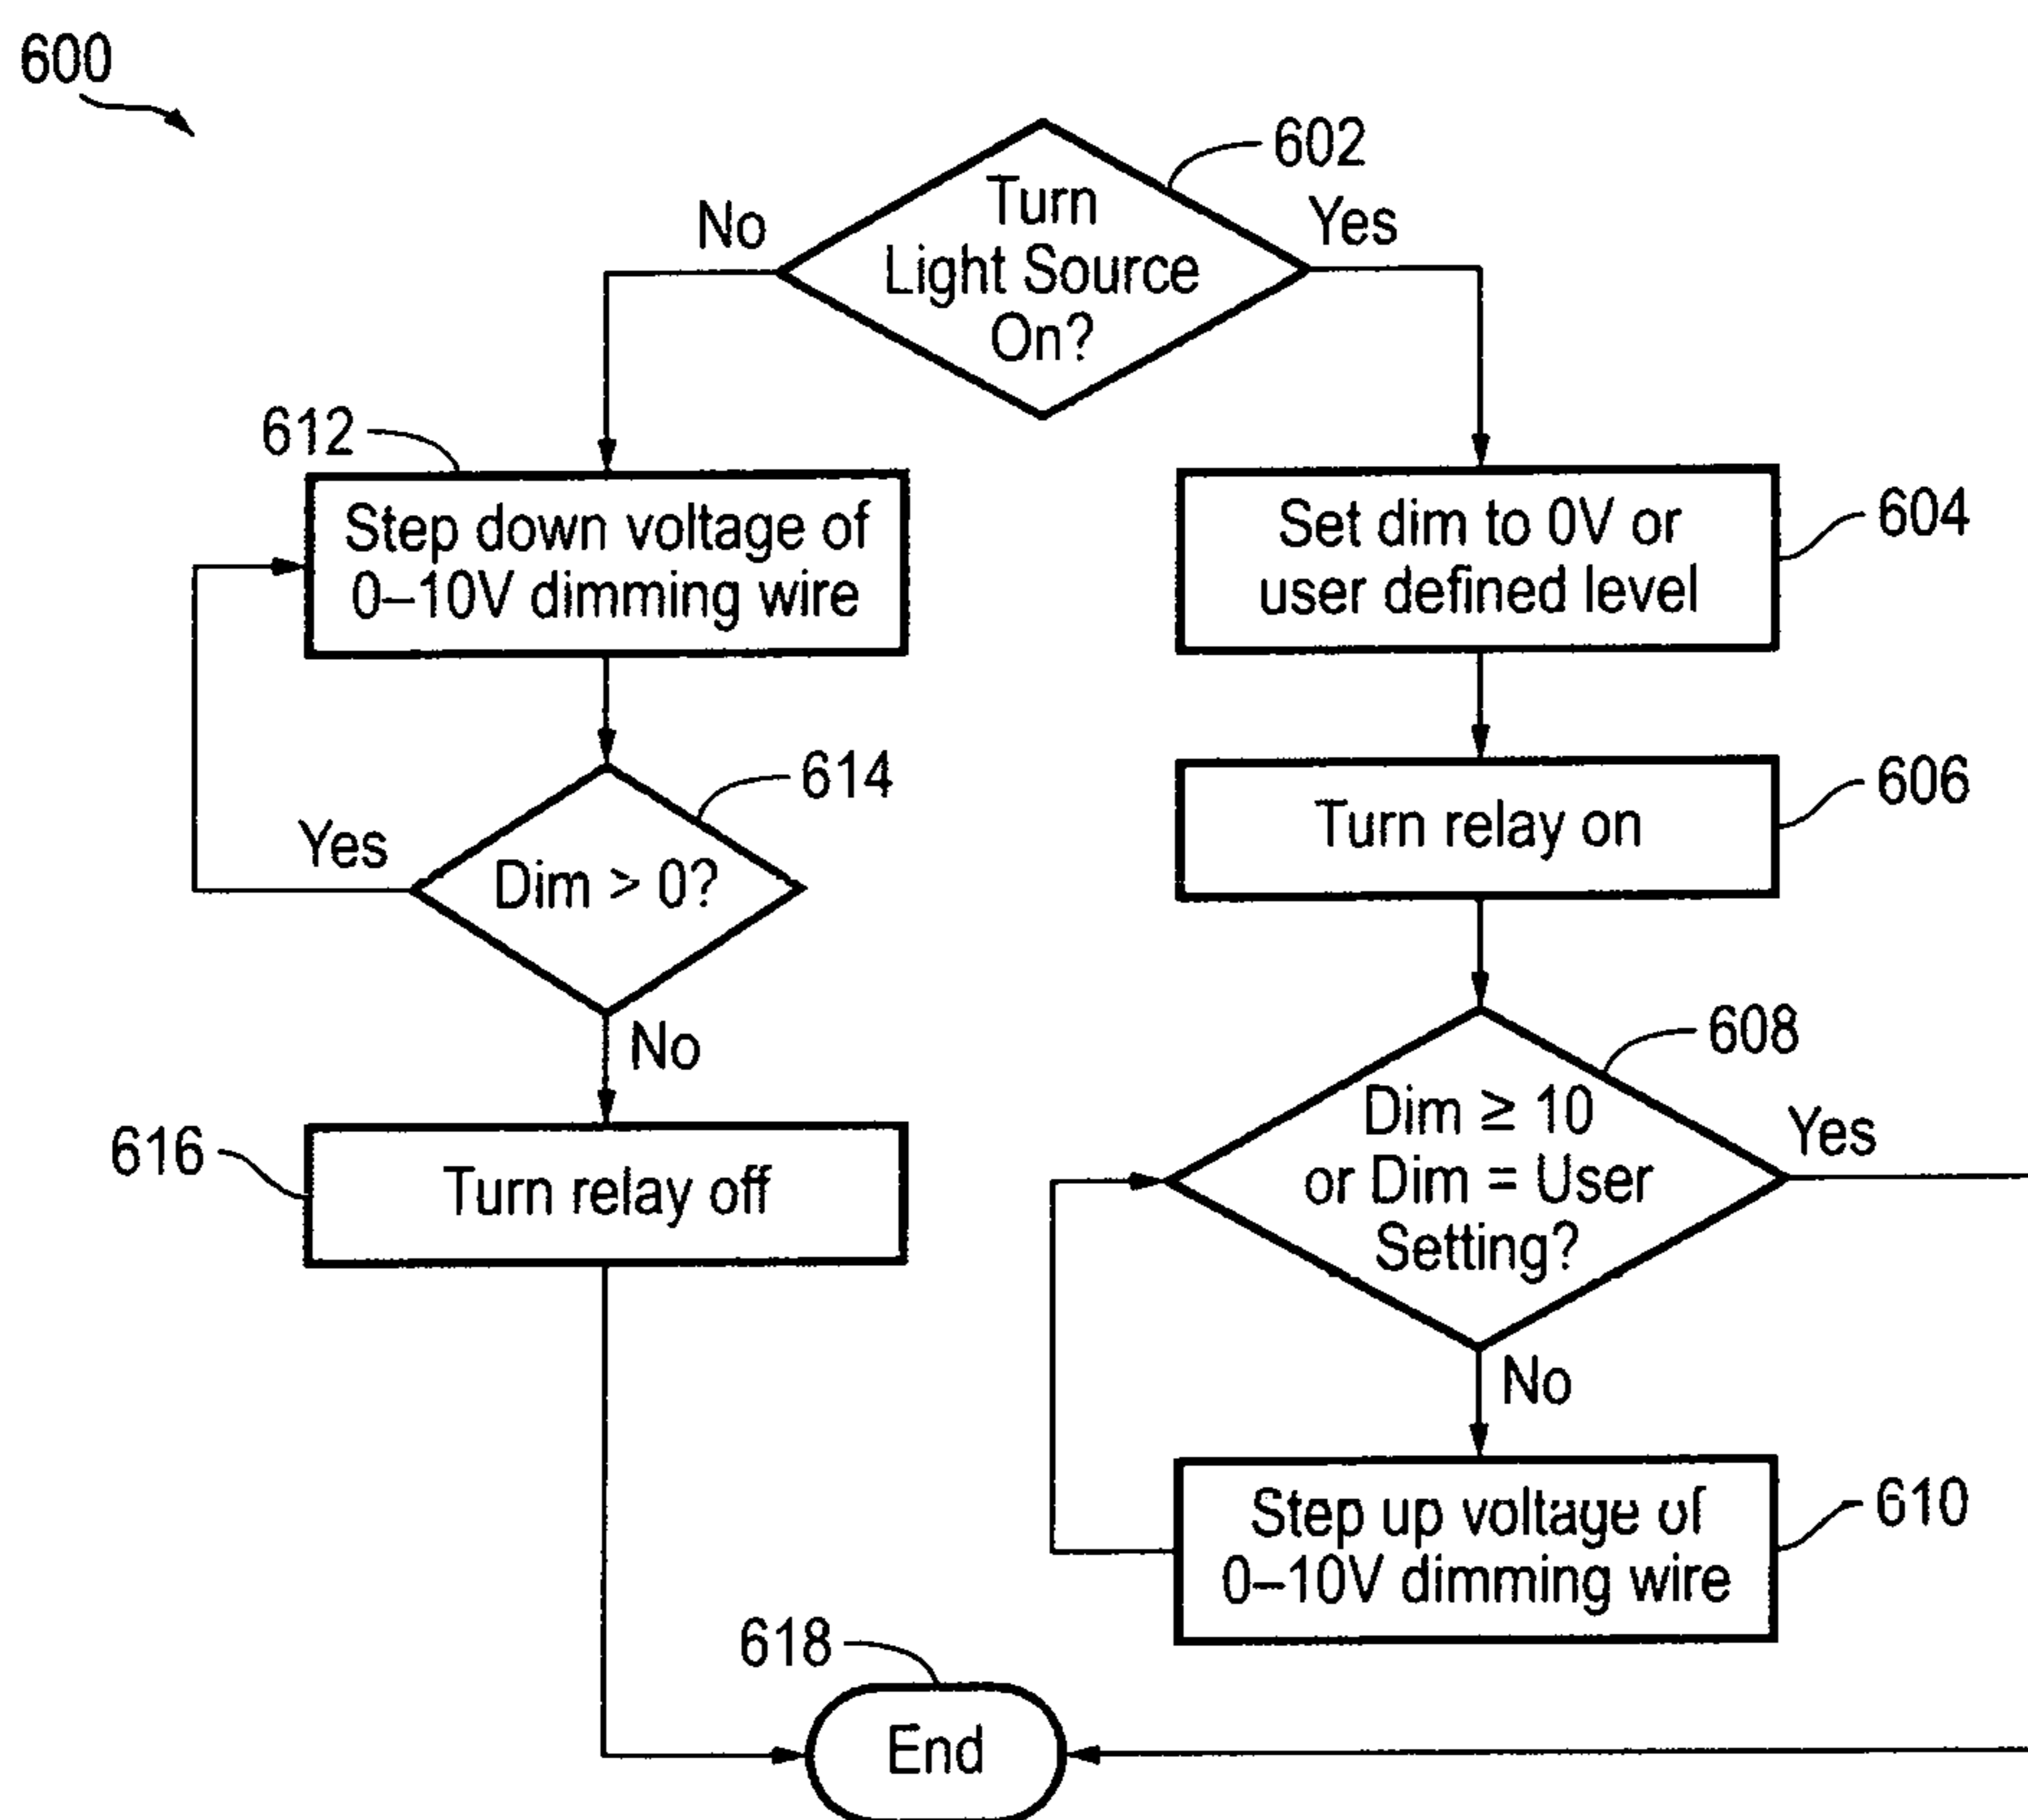 600
602
Turn
Light Source
On?
No
Yes
612
Step down voltage of
0–10V dimming wire
Set dim to 0V or
user defined level
604
614
Dim > 0?
Yes
No
Turn relay on
606
616
Turn relay off
608
Dim ≥ 10
or Dim = User
Setting?
Yes
No
Step up voltage of
0–10V dimming wire
610
618
End